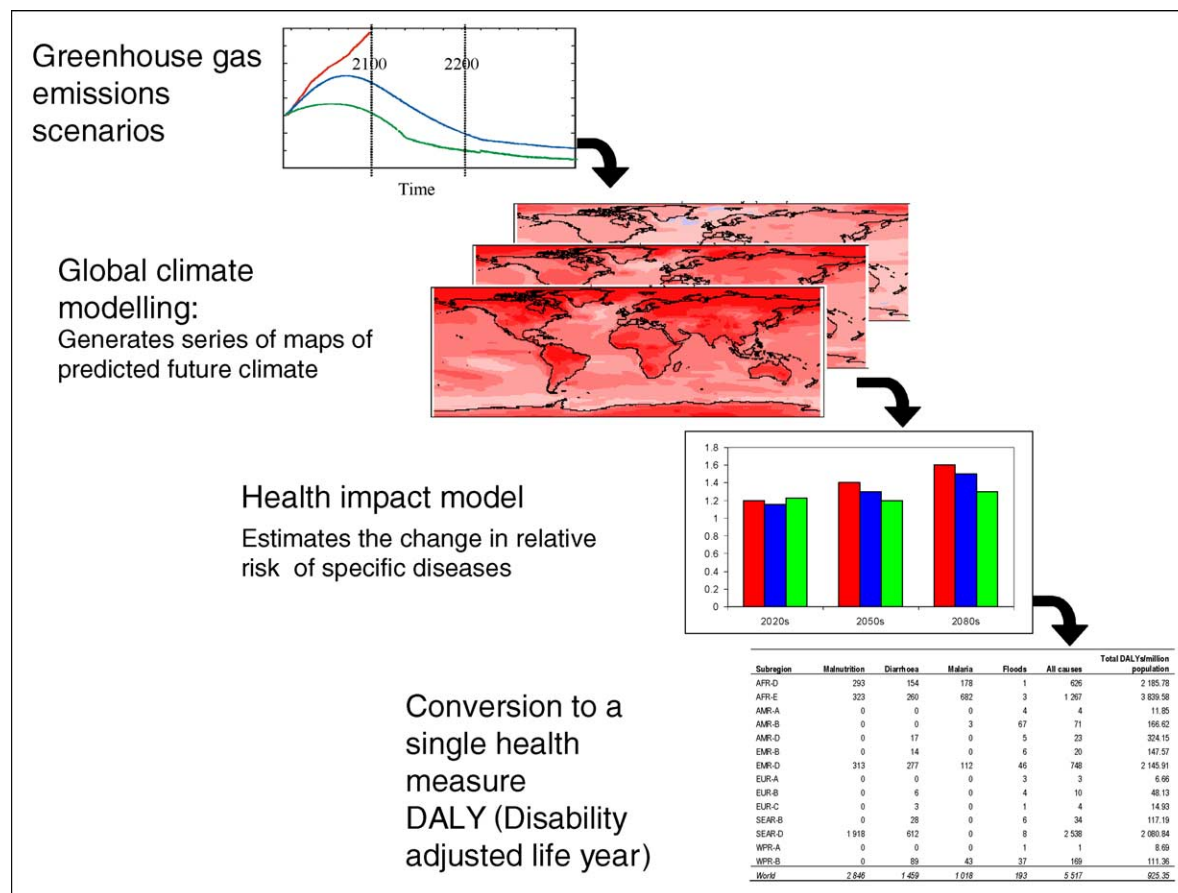 Greenhouse gas
emissions
scenarios
2100 2200
Time
Global climate
modelling:
Generates series of maps of
predicted future climate
Health impact model
Estimates the change in relative
risk of specific diseases
1.8
1.6
1.4
1.2
1
0.8
0.6
0.4
0.2
0
2020s 2050s 2080s
Total DALYs/million
Subregion Malnutrition Diarrhoea Malaria Floods All causes population
AFR-D 293 154 178 1 626 2 185.78
AFR-E 323 260 682 3 1 267 3 839.58
AMR-A 0 0 0 4 4 11.85
AMR-B 0 0 3 67 71 166.62
AMR-D 0 17 0 5 23 324.15
EMR-B 0 14 0 6 20 147.57
EMR-D 313 277 112 46 748 2 145.91
EUR-A 0 0 0 3 3 6.66
EUR-B 0 6 0 4 10 48.13
EUR-C 0 3 0 1 4 14.93
SEAR-B 0 28 0 6 34 117.19
SEAR-D 1 918 612 0 8 2 538 2 080.84
WPR-A 0 0 0 1 1 8.69
WPR-B 0 89 43 37 169 111.36
World 2 846 1 459 1 018 193 5 517 925.35
Conversion to a
single health
measure
DALY (Disability
adjusted life year)